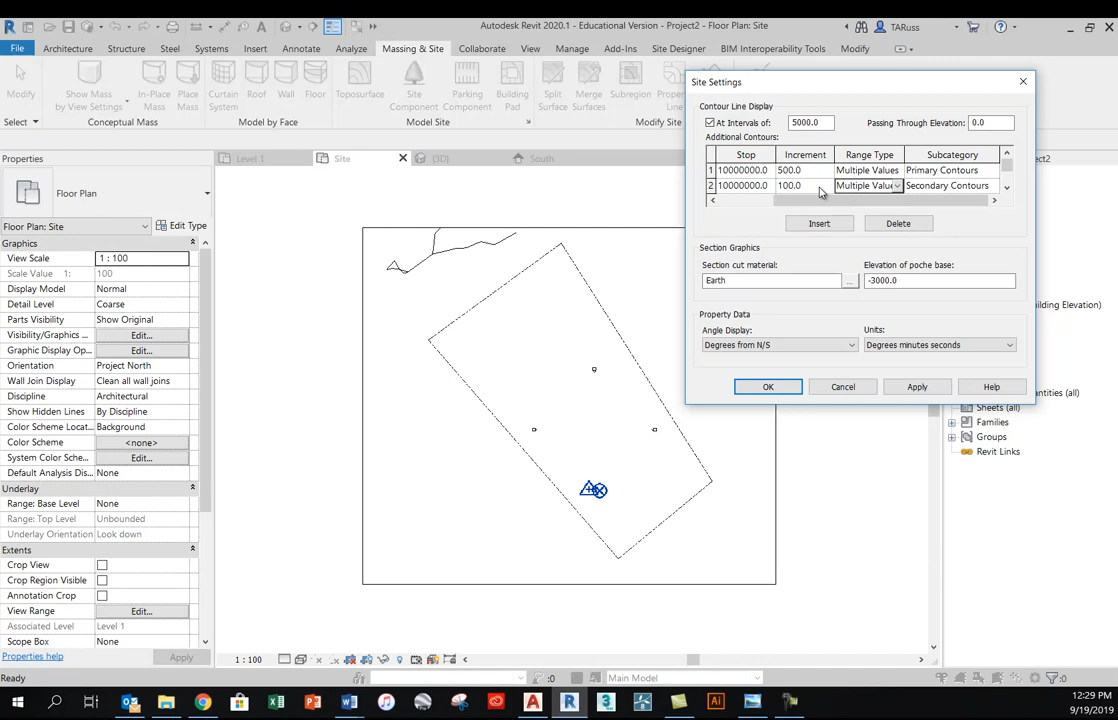 Autodesk Revit 2020.1 - Educational Version - Project2 - Floor Plan: Site
TARuss
File Architecture Structure Steel Systems Insert Annotate Analyze Massing & Site Collaborate View Manage Add-Ins Site Designer BIM Interoperability Tools Modify
Modify
Show Mass
by View Settings
In-Place
Mass
Place
Mass
Curtain
System
Roof
Wall
Floor
Toposurface
Site
Component
Parking
Component
Building
Pad
Split
Surface
Merge
Surfaces
Subregion
Property
Select
Conceptual Mass
Model by Face
Model Site
Modify Site
Properties
Level 1
Site
(3D)
South
Floor Plan
Floor Plan: Site
Edit Type
Graphics
View Scale 1 : 100
Scale Value 1: 100
Display Model Normal
Detail Level Coarse
Parts Visibility Show Original
Visibility/Graphics ... Edit...
Graphic Display Op... Edit...
Orientation Project North
Wall Join Display Clean all wall joins
Discipline Architectural
Show Hidden Lines By Discipline
Color Scheme Locat... Background
Color Scheme <none>
System Color Sche... Edit...
Default Analysis Dis... None
Underlay
Range: Base Level None
Range: Top Level Unbounded
Underlay Orientation Look down
Extents
Crop View
Crop Region Visible
Annotation Crop
View Range Edit...
Associated Level Level 1
Scope Box None
Properties help
Apply
Site Settings
Contour Line Display
At Intervals of: 5000.0 Passing Through Elevation: 0.0
Additional Contours:
Stop Increment Range Type Subcategory
1 10000000.0 500.0 Multiple Values Primary Contours
2 10000000.0 100.0 Multiple Value Secondary Contours
Insert Delete
Section Graphics
Section cut material: Elevation of poche base:
Earth ... -3000.0
Property Data
Angle Display: Units:
Degrees from N/S Degrees minutes seconds
OK Cancel Apply Help
ct2
uilding Elevation)
antities (all)
Sheets (all)
Families
Groups
Revit Links
1 : 100
Ready
:0
Main Model
:0
12:29 PM
9/19/2019